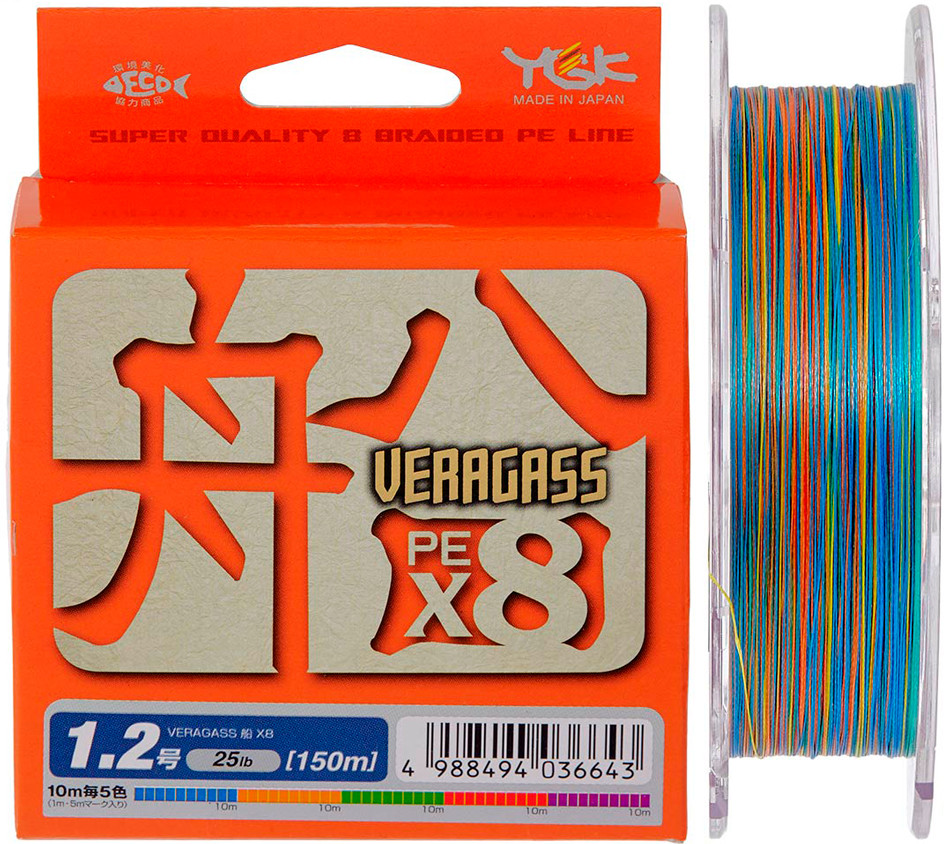 環境美化
ECO
協力商品
YGK
MADE IN JAPAN
SUPER QUALITY 8 BRAIDED PE LINE
船
VERAGASS
PE
X8
1.2号
VERAGASS 船 X8
25lb
[150m]
4 988494 036643
10m毎5色
(1m・5mマーク入り)
10m 10m 10m 10m 10m